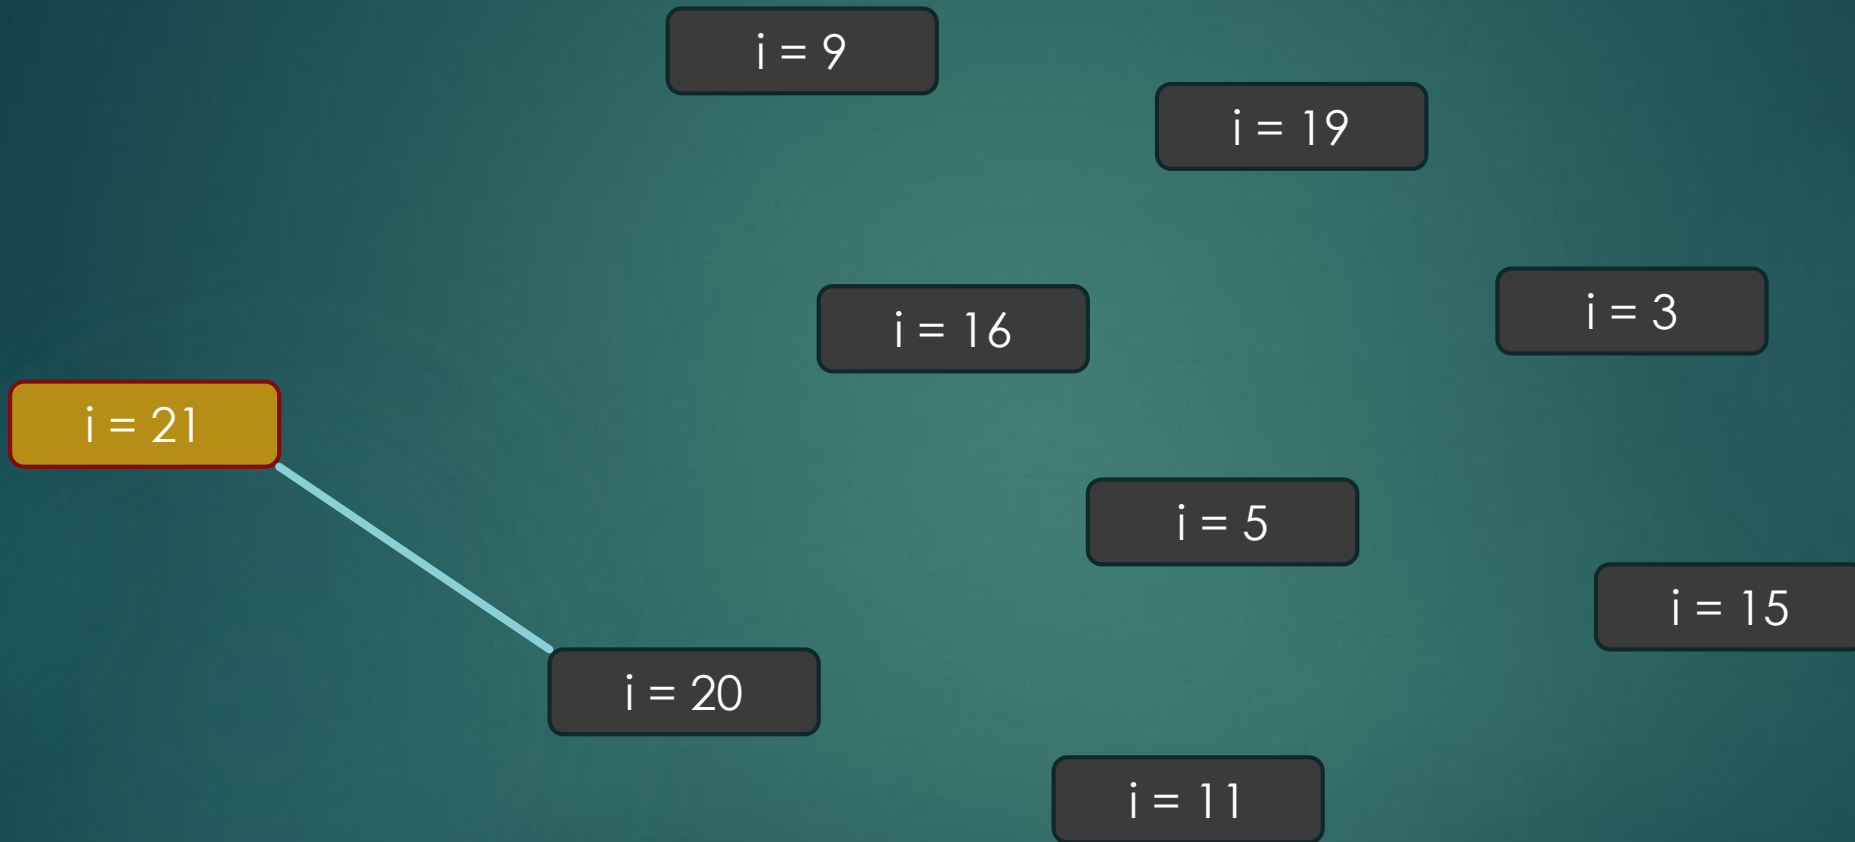 i = 9
i = 19
i = 3
i = 16
i = 21
i = 5
i = 15
i = 20
i = 11